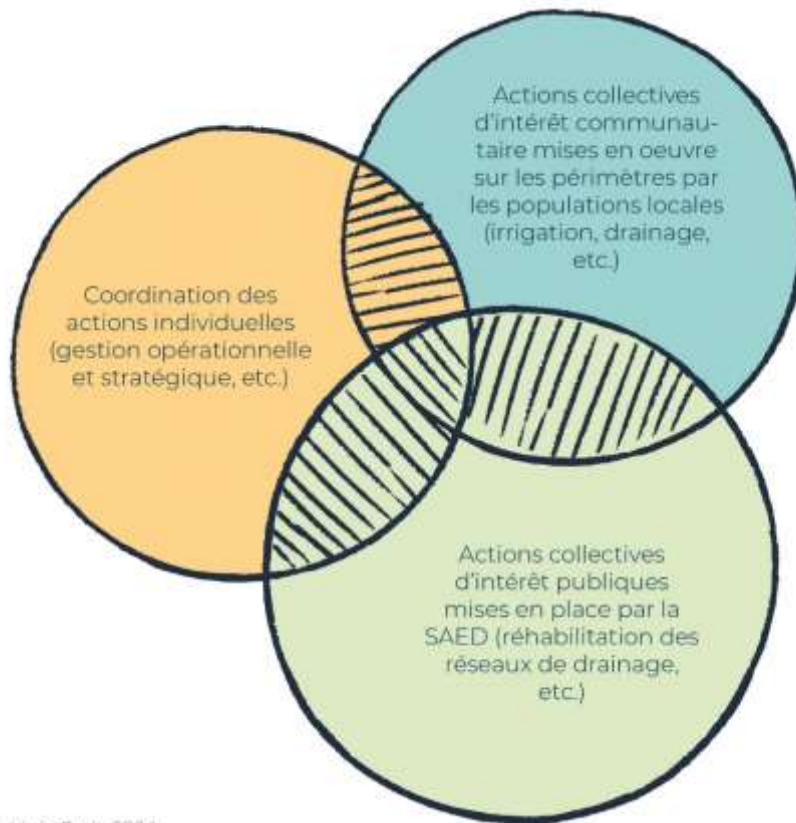 Actions collectives
d'intérêt communau-
taire mises en oeuvre
sur les périmètres par
les populations locales
(irrigation, drainage,
etc.)
Coordination des
actions individuelles
(gestion opérationnelle
et stratégique, etc.)
Actions collectives
d'intérêt publiques
mises en place par la
SAED (réhabilitation des
réseaux de drainage,
etc.)